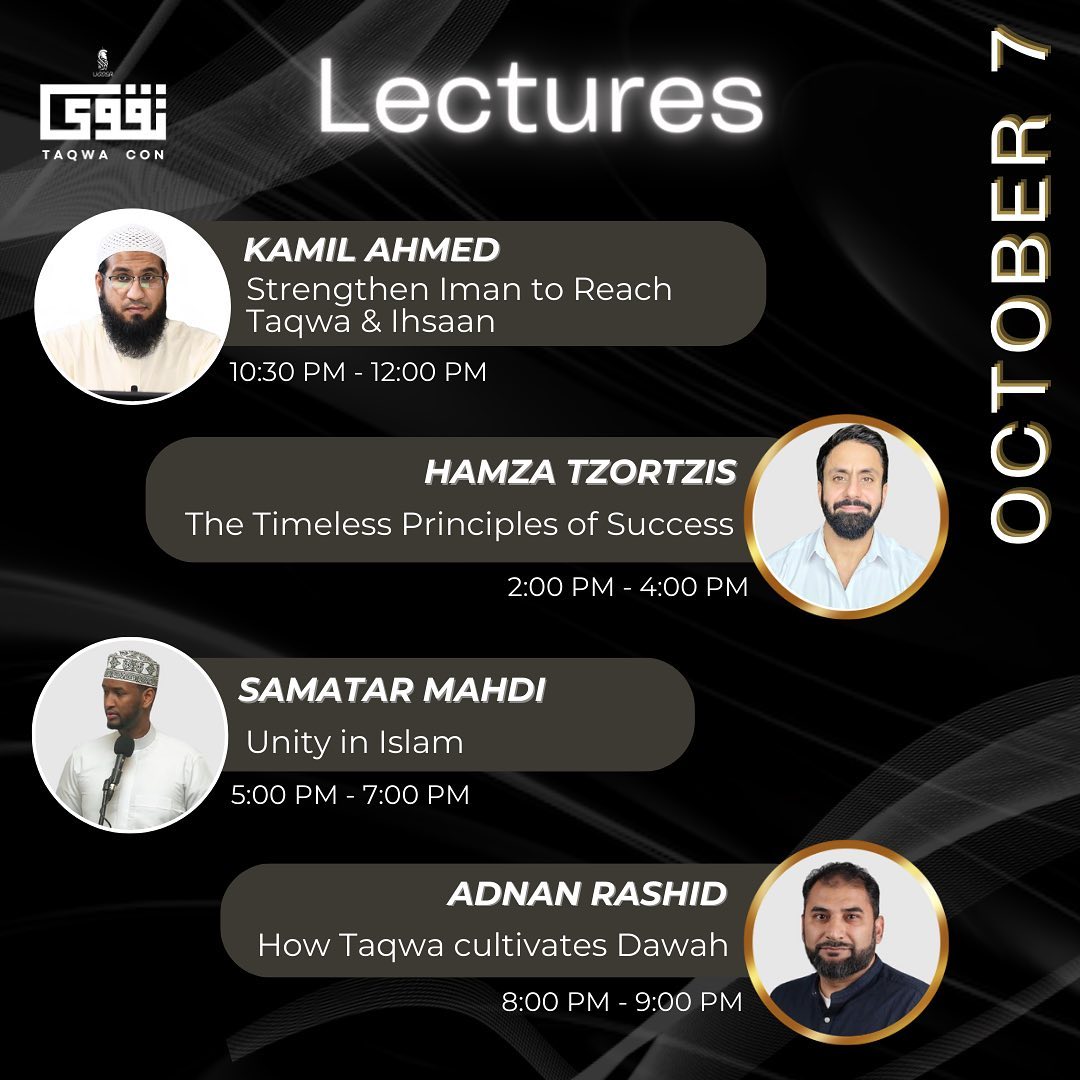 Lectures
OCTOBER 7
تقوى
TAQWA CON
KAMIL AHMED
Strengthen Iman to Reach
Taqwa & Ihsaan
10:30 PM - 12:00 PM
HAMZA TZORTZIS
The Timeless Principles of Success
2:00 PM - 4:00 PM
SAMATAR MAHDI
Unity in Islam
5:00 PM - 7:00 PM
ADNAN RASHID
How Taqwa cultivates Dawah
8:00 PM - 9:00 PM